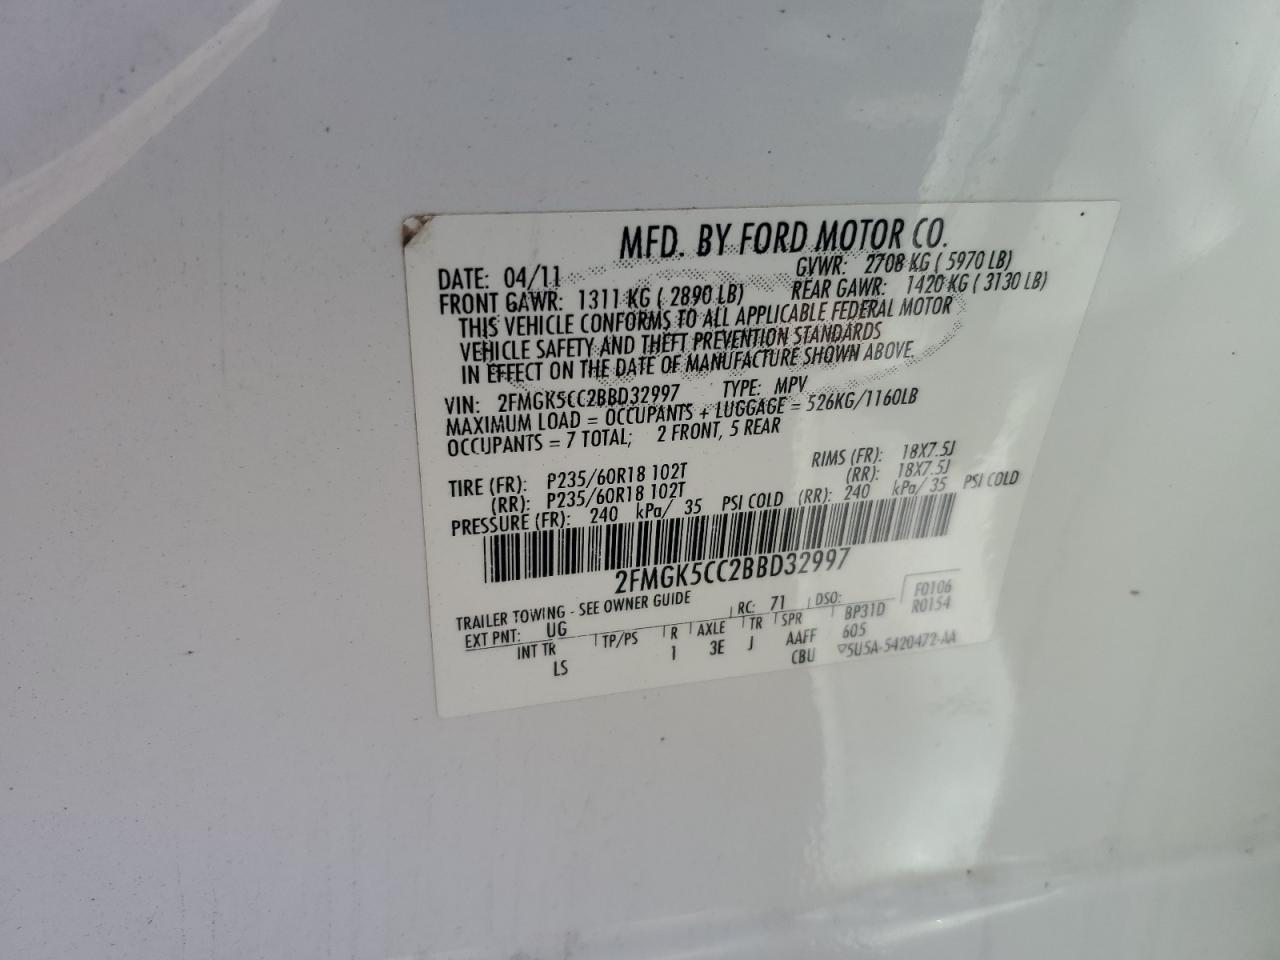 MFD. BY FORD MOTOR CO.
DATE: 04/11 GVWR: 2708 KG ( 5970 LB)
FRONT GAWR: 1311 KG ( 2890 LB) REAR GAWR: 1420 KG ( 3130 LB)
THIS VEHICLE CONFORMS TO ALL APPLICABLE FEDERAL MOTOR
VEHICLE SAFETY AND THEFT PREVENTION STANDARDS
IN EFFECT ON THE DATE OF MANUFACTURE SHOWN ABOVE
VIN: 2FMGK5CC2BBD32997 TYPE: MPV
MAXIMUM LOAD = OCCUPANTS + LUGGAGE = 526KG/1160LB
OCCUPANTS = 7 TOTAL; 2 FRONT, 5 REAR
TIRE (FR): P235/60R18 102T RIMS (FR): 18X7.5J
(RR): P235/60R18 102T (RR): 18X7.5J
PRESSURE (FR): 240 kPa/ 35 PSI COLD (RR): 240 kPa/ 35 PSI COLD
2FMGK5CC2BBD32997
TRAILER TOWING - SEE OWNER GUIDE F0106
EXT PNT: UG RC: 71 DSO: BP31D R0154
INT TR TP/PS R AXLE TR SPR 605
LS 1 3E J AAFF
CBU ▽5U5A-5420472-AA